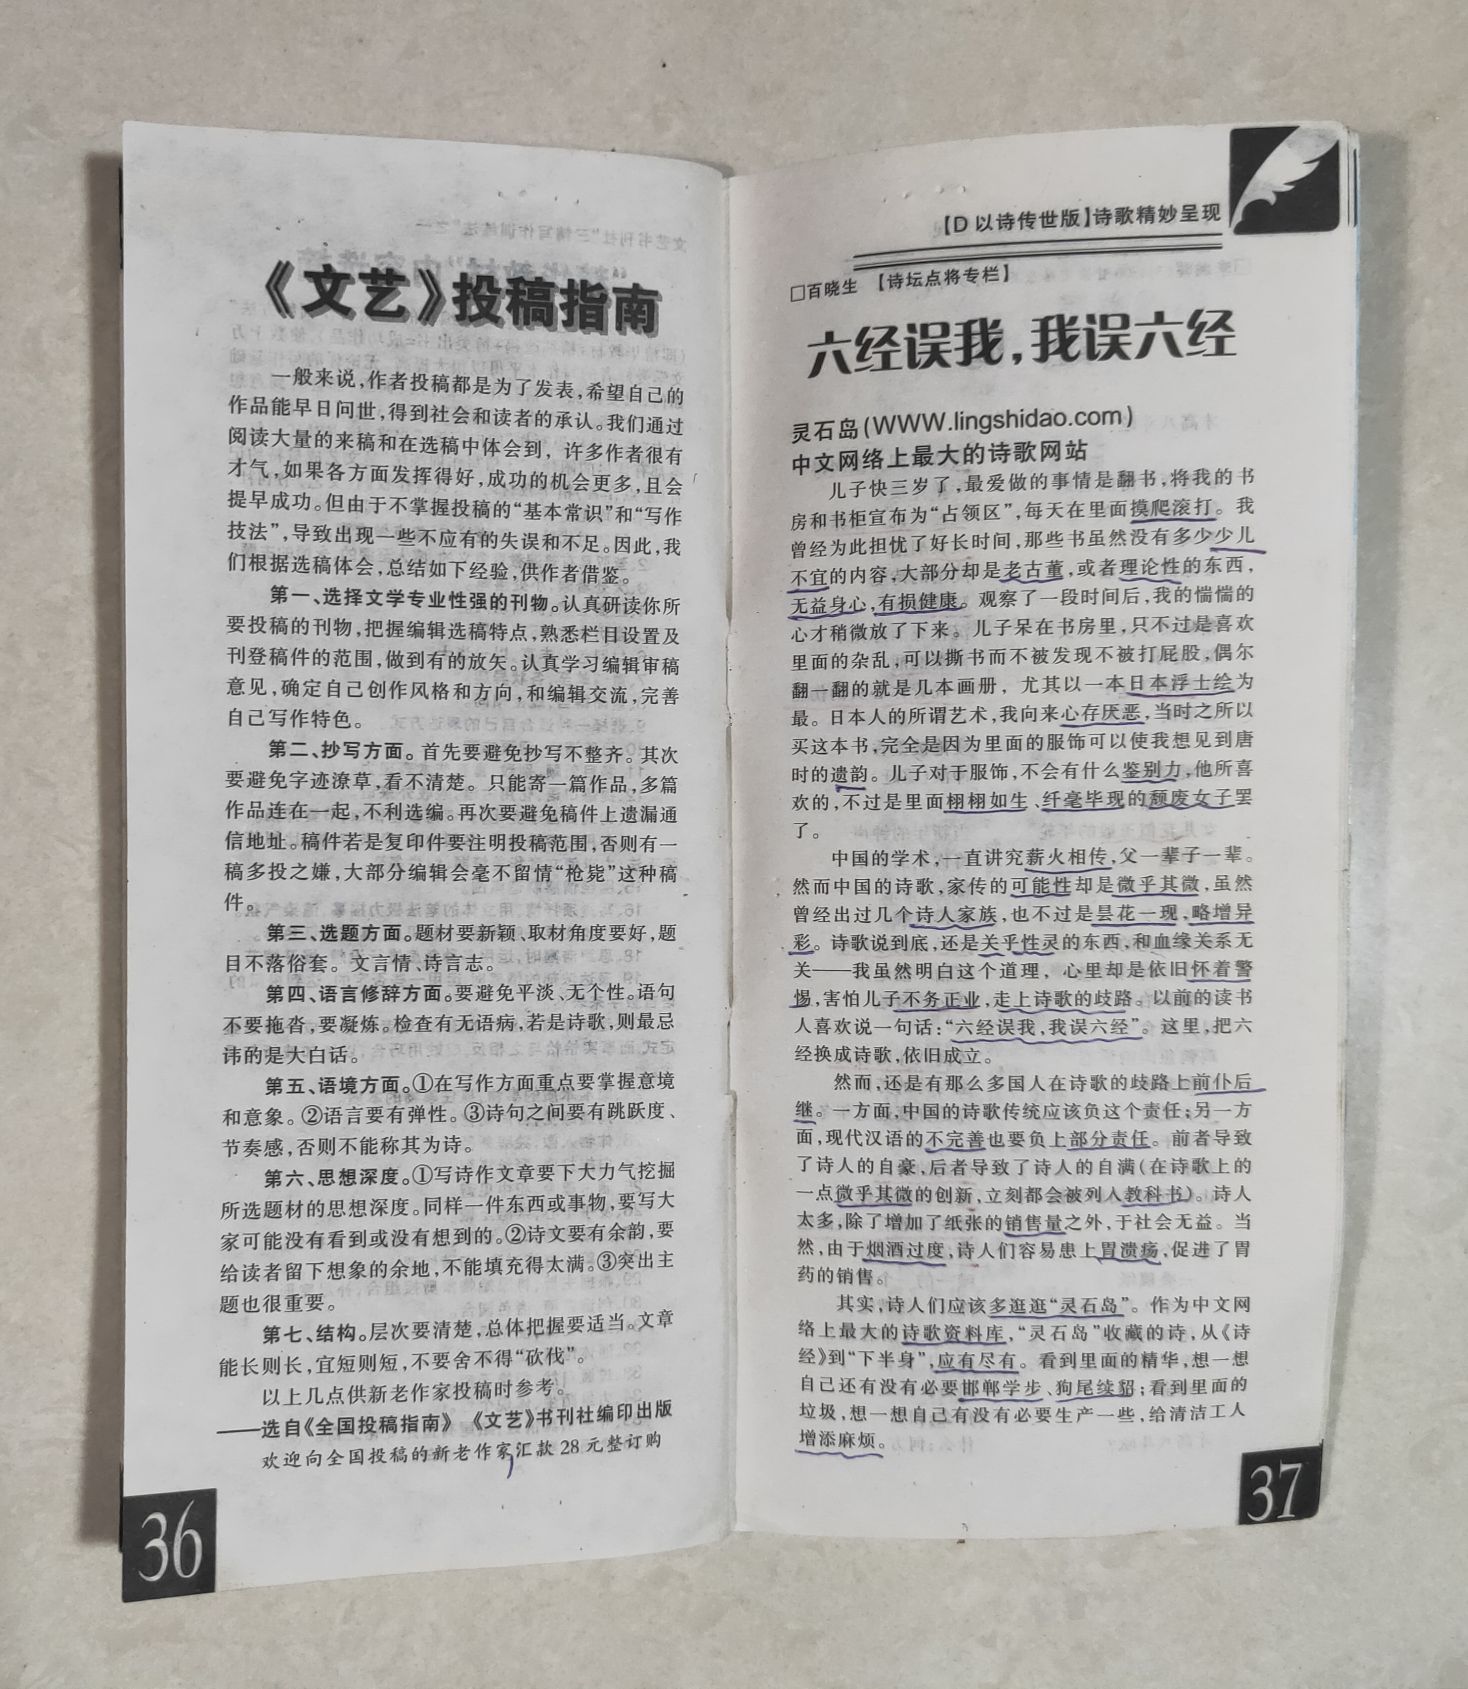 《文艺》投稿指南
一般来说,作者投稿都是为了发表,希望自己的
作品能早日问世,得到社会和读者的承认。我们通过
阅读大量的来稿和在选稿中体会到，许多作者很有
才气,如果各方面发挥得好,成功的机会更多,且会
提早成功。但由于不掌握投稿的“基本常识”和“写作
技法”,导致出现一些不应有的失误和不足。因此,我
们根据选稿体会,总结如下经验,供作者借鉴。
第一、选择文学专业性强的刊物。认真研读你所
要投稿的刊物,把握编辑选稿特点,熟悉栏目设置及
刊登稿件的范围,做到有的放矢。认真学习编辑审稿
意见,确定自己创作风格和方向,和编辑交流,完善
自己写作特色。
第二、抄写方面。首先要避免抄写不整齐。其次
要避免字迹潦草,看不清楚。只能寄一篇作品,多篇
作品连在一起,不利选编。再次要避免稿件上遗漏通
信地址。稿件若是复印件要注明投稿范围,否则有一
稿多投之嫌,大部分编辑会毫不留情“枪毙”这种稿
件。
第三、选题方面。题材要新颖、取材角度要好,题
目不落俗套。文言情、诗言志。
第四、语言修辞方面。要避免平淡、无个性。语句
不要拖沓,要凝炼。检查有无语病,若是诗歌,则最忌
讳的是大白话。
第五、语境方面。①在写作方面重点要掌握意境
和意象。②语言要有弹性。③诗句之间要有跳跃度、
节奏感,否则不能称其为诗。
第六、思想深度。①写诗作文章要下大力气挖掘
所选题材的思想深度。同样一件东西或事物,要写大
家可能没有看到或没有想到的。②诗文要有余韵,要
给读者留下想象的余地,不能填充得太满。③突出主
题也很重要。
第七、结构。层次要清楚,总体把握要适当。文章
能长则长,宜短则短,不要舍不得“砍伐”。
以上几点供新老作家投稿时参考。
——选自《全国投稿指南》 《文艺》书刊社编印出版
欢迎向全国投稿的新老作家汇款28元整订购
36
【D以诗传世版】诗歌精妙呈现
□百晓生 【诗坛点将专栏】
六经误我,我误六经
灵石岛(WWW.lingshidao.com)
中文网络上最大的诗歌网站
儿子快三岁了,最爱做的事情是翻书,将我的书
房和书柜宣布为“占领区”,每天在里面摸爬滚打。我
曾经为此担忧了好长时间,那些书虽然没有多少少儿
不宜的内容,大部分却是老古董,或者理论性的东西,
无益身心,有损健康。观察了一段时间后,我的惴惴的
心才稍微放了下来。儿子呆在书房里,只不过是喜欢
里面的杂乱,可以撕书而不被发现不被打屁股,偶尔
翻一翻的就是几本画册，尤其以一本日本浮士绘为
最。日本人的所谓艺术,我向来心存厌恶,当时之所以
买这本书,完全是因为里面的服饰可以使我想见到唐
时的遗韵。儿子对于服饰,不会有什么鉴别力,他所喜
欢的,不过是里面栩栩如生、纤毫毕现的颓废女子罢
了。
中国的学术,一直讲究薪火相传,父一辈子一辈。
然而中国的诗歌,家传的可能性却是微乎其微,虽然
曾经出过几个诗人家族,也不过是昙花一现,略增异
彩。诗歌说到底,还是关乎性灵的东西,和血缘关系无
关——我虽然明白这个道理，心里却是依旧怀着警
惕,害怕儿子不务正业,走上诗歌的歧路。以前的读书
人喜欢说一句话:“六经误我,我误六经”。这里,把六
经换成诗歌,依旧成立。
然而,还是有那么多国人在诗歌的歧路上前仆后
继。一方面,中国的诗歌传统应该负这个责任;另一方
面,现代汉语的不完善也要负上部分责任。前者导致
了诗人的自豪,后者导致了诗人的自满(在诗歌上的
一点微乎其微的创新,立刻都会被列入教科书)。诗人
太多,除了增加了纸张的销售量之外,于社会无益。当
然,由于烟酒过度,诗人们容易患上胃溃疡,促进了胃
药的销售。
其实,诗人们应该多逛逛“灵石岛”。作为中文网
络上最大的诗歌资料库,“灵石岛”收藏的诗,从《诗
经》到“下半身”,应有尽有。看到里面的精华,想一想
自己还有没有必要邯郸学步、狗尾续貂;看到里面的
垃圾,想一想自己有没有必要生产一些,给清洁工人
增添麻烦。
37